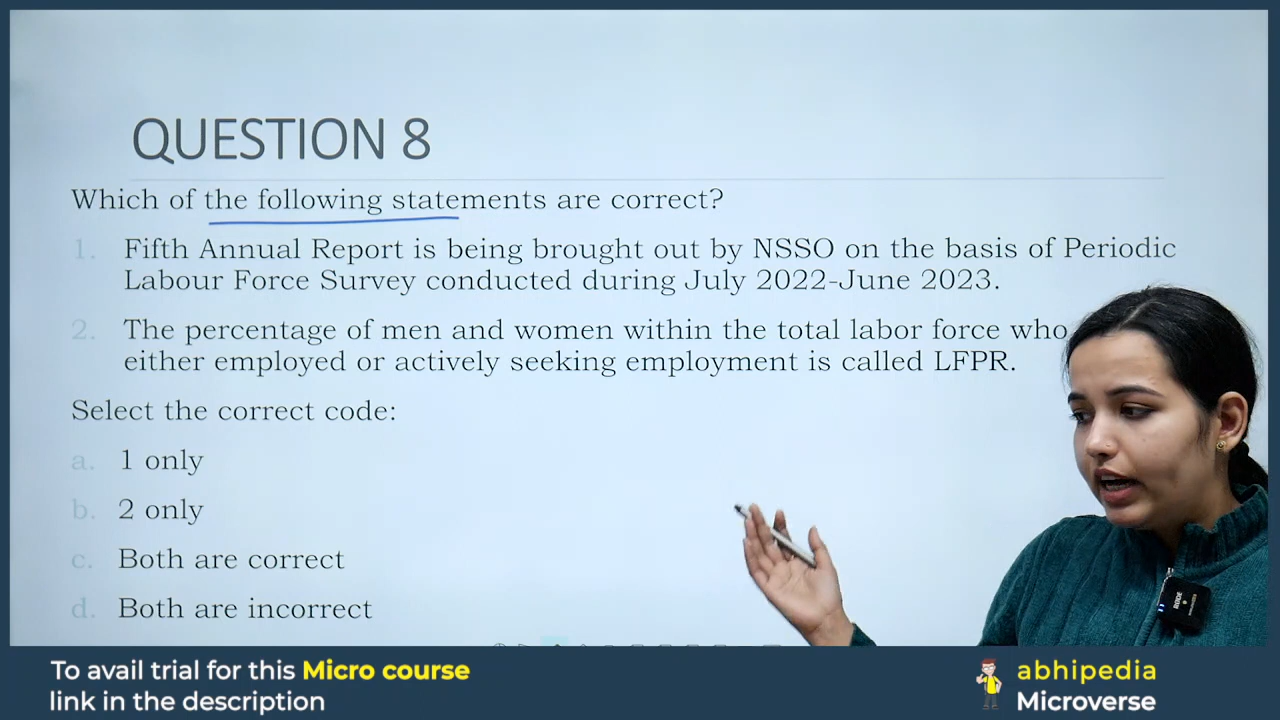 QUESTION 8
Which of the following statements are correct?
1. Fifth Annual Report is being brought out by NSSO on the basis of Periodic
Labour Force Survey conducted during July 2022-June 2023.
2. The percentage of men and women within the total labor force who
either employed or actively seeking employment is called LFPR.
Select the correct code:
a. 1 only
b. 2 only
c. Both are correct
d. Both are incorrect
To avail trial for this Micro course
link in the description
abhipedia
Microverse